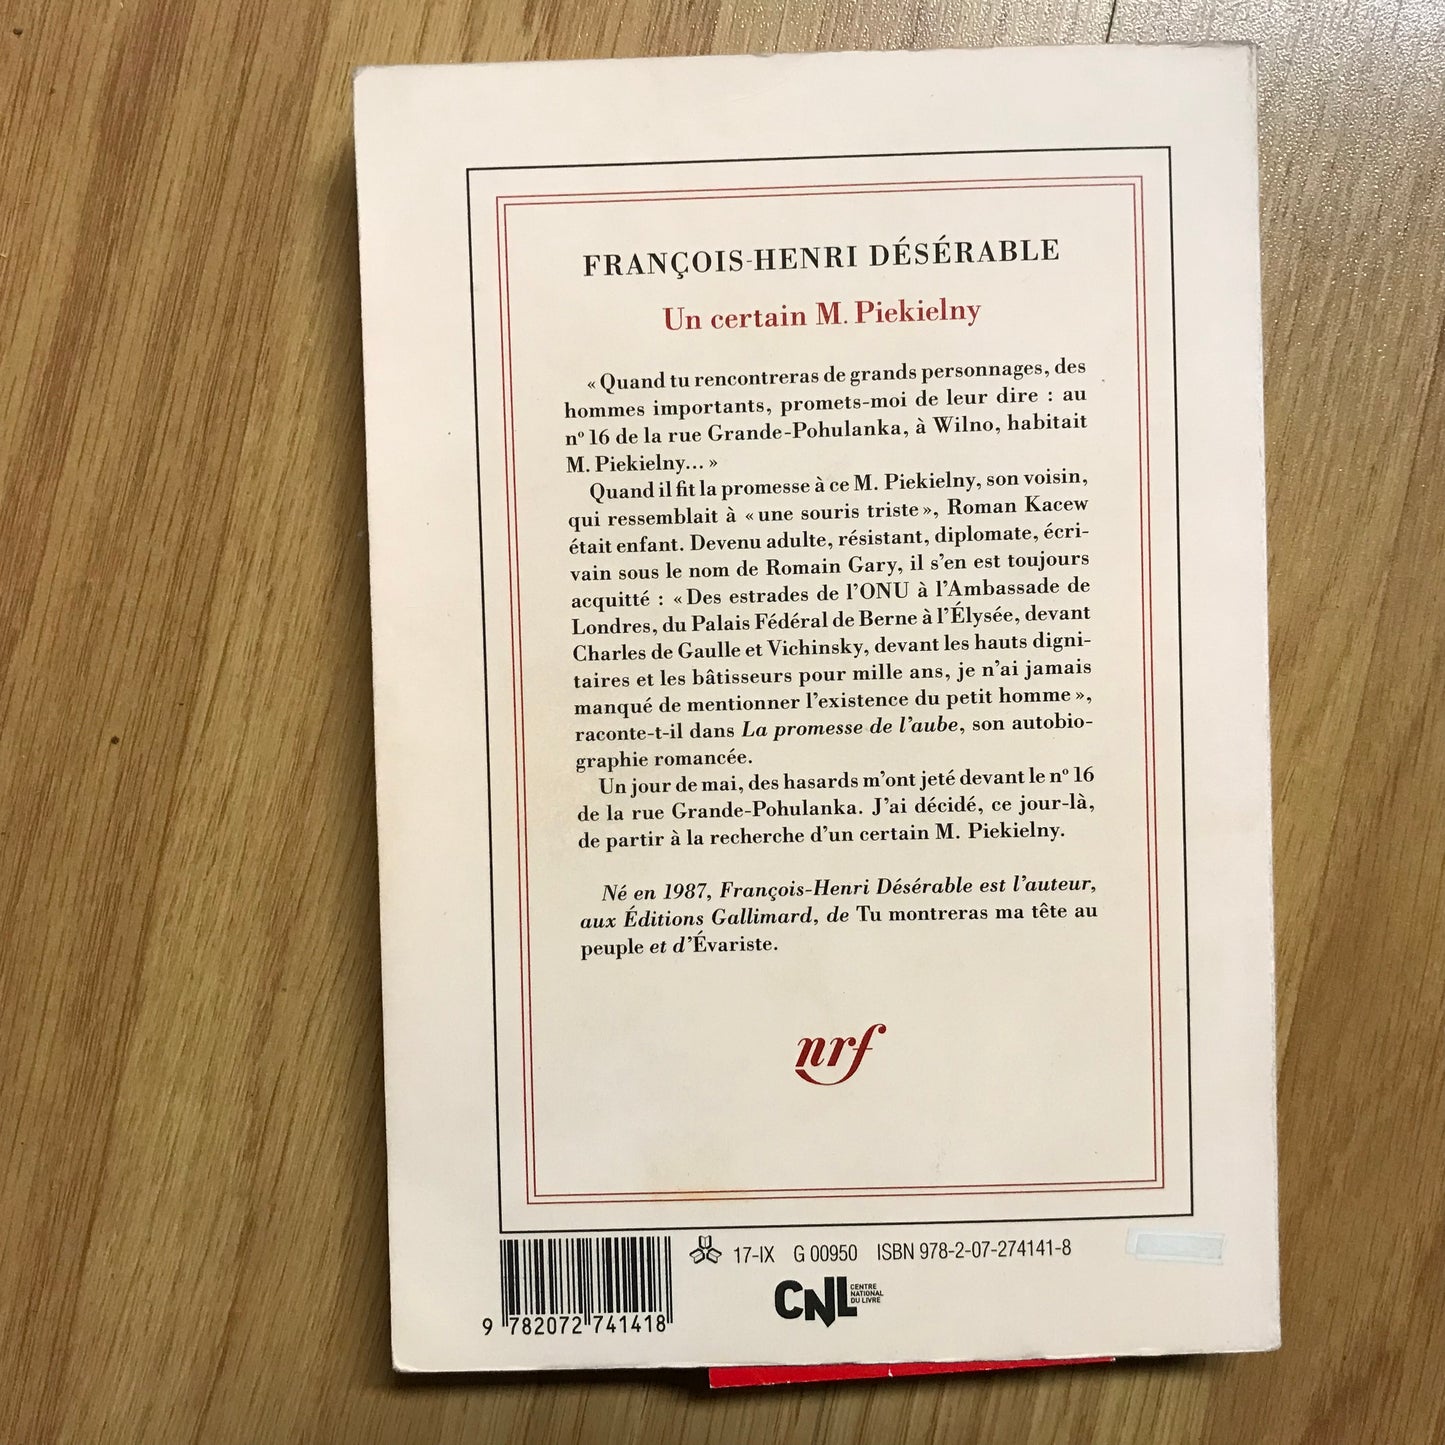 FRANÇOIS-HENRI DÉSÉRABLE
Un certain M. Piekielny
« Quand tu rencontreras de grands personnages, des
hommes importants, promets-moi de leur dire : au
nº 16 de la rue Grande-Pohulanka, à Wilno, habitait
M. Piekielny... »
Quand il fit la promesse à ce M. Piekielny, son voisin,
qui ressemblait à « une souris triste », Roman Kacew
était enfant. Devenu adulte, résistant, diplomate, écri-
vain sous le nom de Romain Gary, il s'en est toujours
acquitté : « Des estrades de l'ONU à l'Ambassade de
Londres, du Palais Fédéral de Berne à l'Élysée, devant
Charles de Gaulle et Vichinsky, devant les hauts digni-
taires et les bâtisseurs pour mille ans, je n'ai jamais
manqué de mentionner l'existence du petit homme »,
raconte-t-il dans La promesse de l'aube, son autobio-
graphie romancée.
Un jour de mai, des hasards m'ont jeté devant le nº 16
de la rue Grande-Pohulanka. J'ai décidé, ce jour-là,
de partir à la recherche d'un certain M. Piekielny.
Né en 1987, François-Henri Désérable est l'auteur,
aux Éditions Gallimard, de Tu montreras ma tête au
peuple et d'Évariste.
nrf
17-IX G 00950 ISBN 978-2-07-274141-8
CNL CENTRE
NATIONAL
DU LIVRE
9 782072 741418